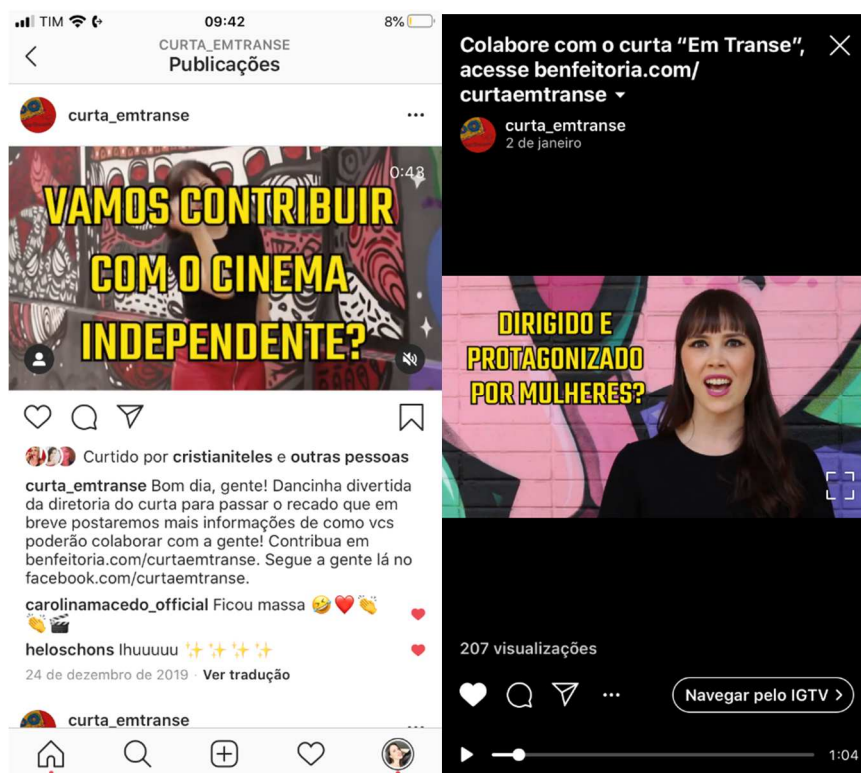 TIM
09:42
8%
CURTA_EMTRANSE
Publicações
curta_emtranse
0:43
VAMOS CONTRIBUIR
COM O CINEMA
INDEPENDENTE?
Curtido por cristianiteles e outras pessoas
curta_emtranse Bom dia, gente! Dancinha divertida
da diretoria do curta para passar o recado que em
breve postaremos mais informações de como vcs
poderão colaborar com a gente! Contribua em
benfeitoria.com/curtaemtranse. Segue a gente lá no
facebook.com/curtaemtranse.
carolinamacedo_official Ficou massa 🤣❤️👏
👏🎬
heloschons Ihuuuuu ✨✨✨✨
24 de dezembro de 2019 · Ver tradução
curta_emtranse
Colabore com o curta “Em Transe”,
acesse benfeitoria.com/
curtaemtranse
curta_emtranse
2 de janeiro
DIRIGIDO E
PROTAGONIZADO
POR MULHERES?
207 visualizações
Navegar pelo IGTV >
1:04